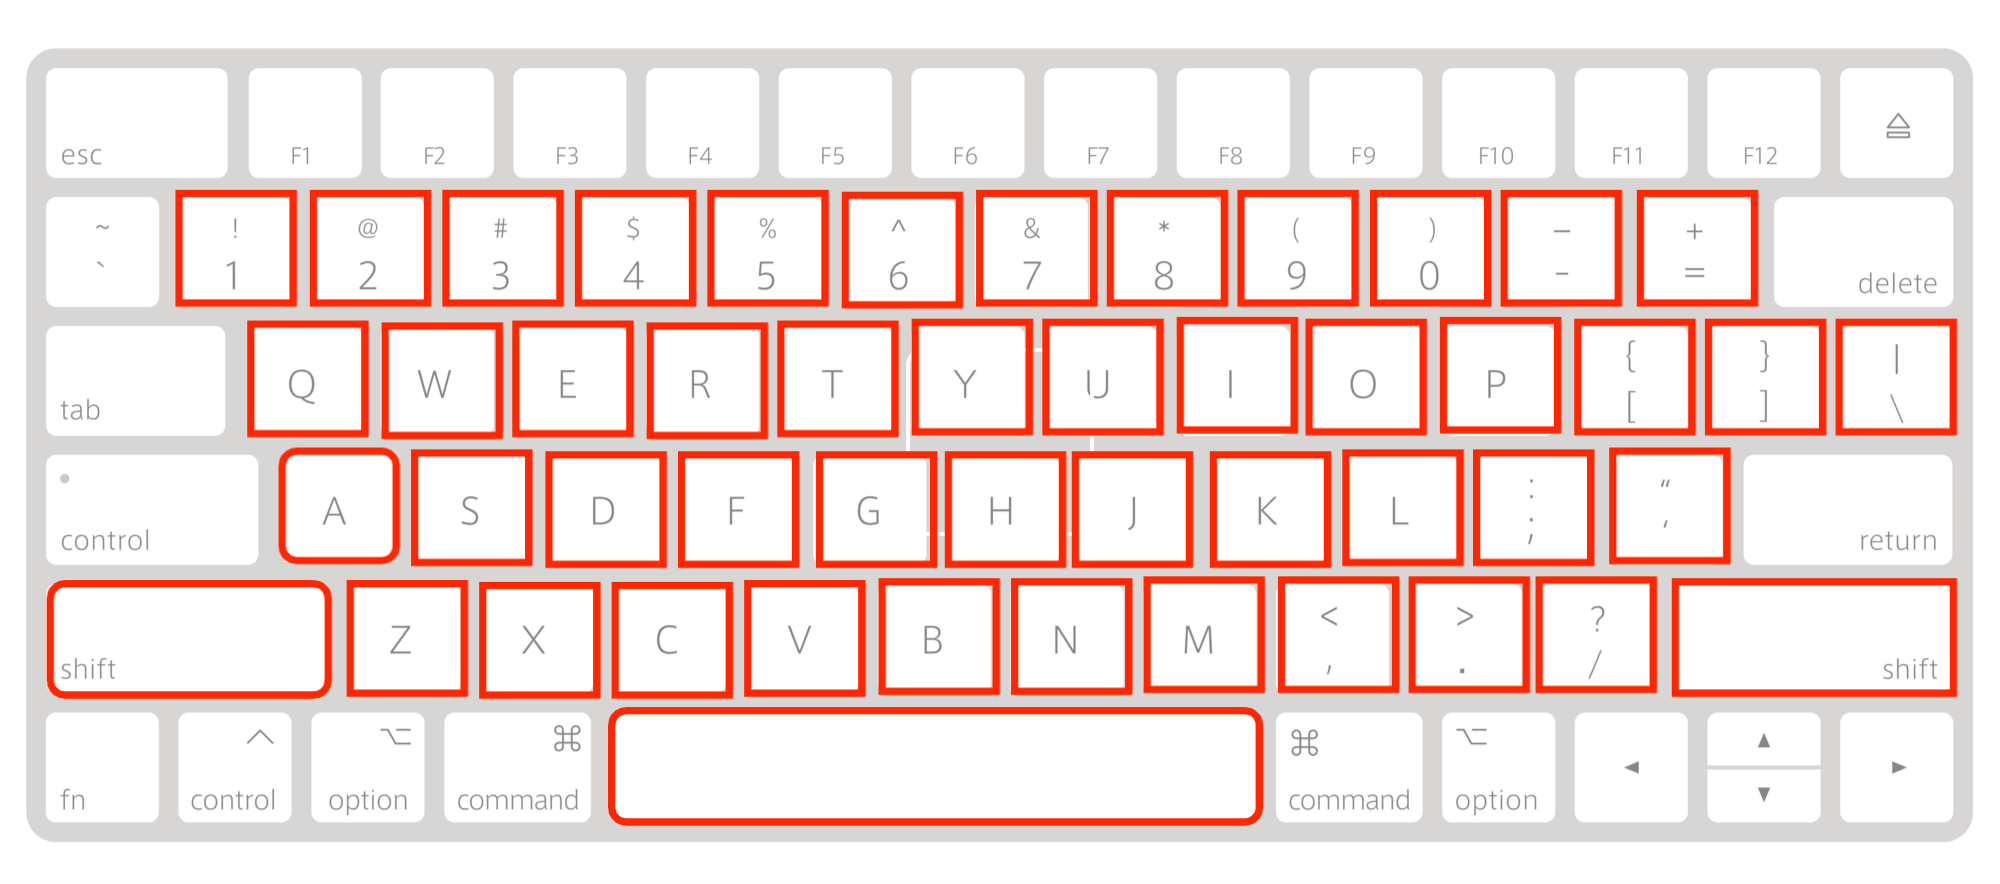 esc F1 F2 F3 F4 F5 F6 F7 F8 F9 F10 F11 F12 ⏏
~ ! @ # $ % ^ & * ( ) – +
` 1 2 3 4 5 6 7 8 9 0 - = delete
{ } |
tab Q W E R T Y U I O P [ ] \
: “
control A S D F G H J K L ; ‘ return
< > ?
shift Z X C V B N M , . / shift
^ ⌥ ⌘ ⌘ ⌥ ▲
◄ ►
fn control option command command option ▼